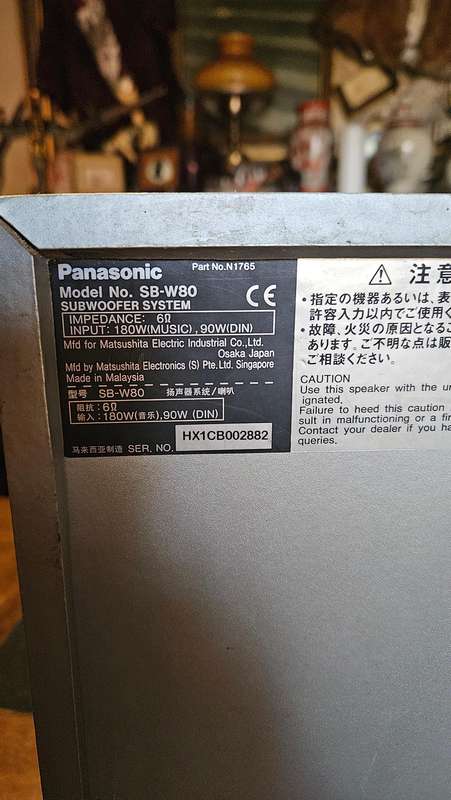 Panasonic Part No.N1765
Model No. SB-W80
SUBWOOFER SYSTEM
CE
IMPEDANCE: 6Ω
INPUT: 180W(MUSIC) , 90W(DIN)
Mfd for Matsushita Electric Industrial Co.,Ltd.
Osaka Japan
Mfd by Matsushita Electronics (S) Pte. Ltd. Singapore
Made in Malaysia
型号 SB-W80 扬声器系统/喇叭
阻抗: 6Ω
输入: 180W(音乐),90W (DIN)
马来西亚制造 SER. NO. HX1CB002882
⚠ 注意
・指定の機器あるいは、表
許容入力以内でご使用く
・故障、火災の原因となるこ
あります。ご不明な点は販
ご相談ください。
CAUTION
Use this speaker with the
ignated.
Failure to heed this caution
sult in malfunctioning or a
Contact your dealer if you
queries.